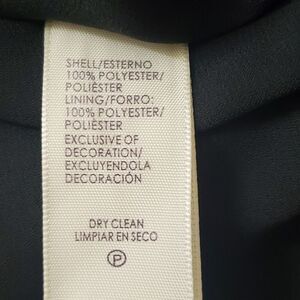 SHELL/ESTERNO
100% POLYESTER/
POLIÉSTER
LINING/FORRO:
100% POLYESTER/
POLIÉSTER
EXCLUSIVE OF
DECORATION/
EXCLUYENDOLA
DECORACIÓN
DRY CLEAN
LIMPIAR EN SECO
P